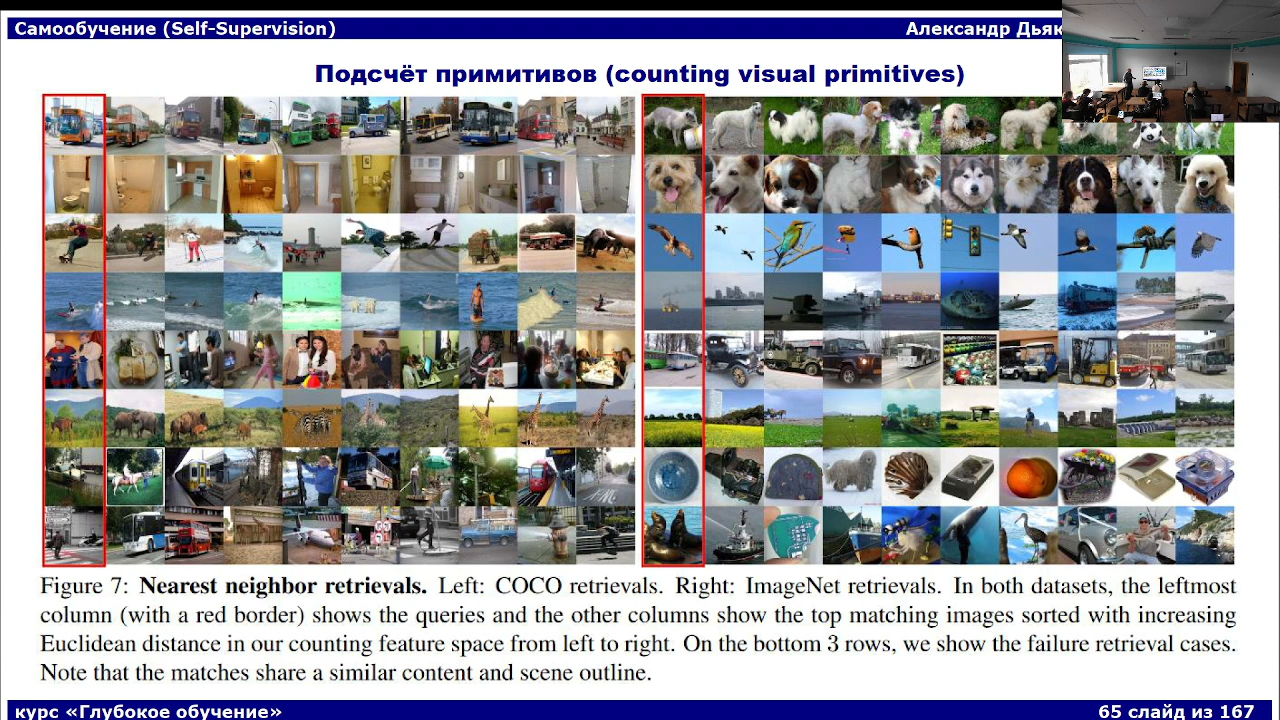 Самообучение (Self-Supervision)
Александр Дьяк
Подсчёт примитивов (counting visual primitives)
Figure 7: Nearest neighbor retrievals. Left: COCO retrievals. Right: ImageNet retrievals. In both datasets, the leftmost
column (with a red border) shows the queries and the other columns show the top matching images sorted with increasing
Euclidean distance in our counting feature space from left to right. On the bottom 3 rows, we show the failure retrieval cases.
Note that the matches share a similar content and scene outline.
курс «Глубокое обучение»
65 слайд из 167